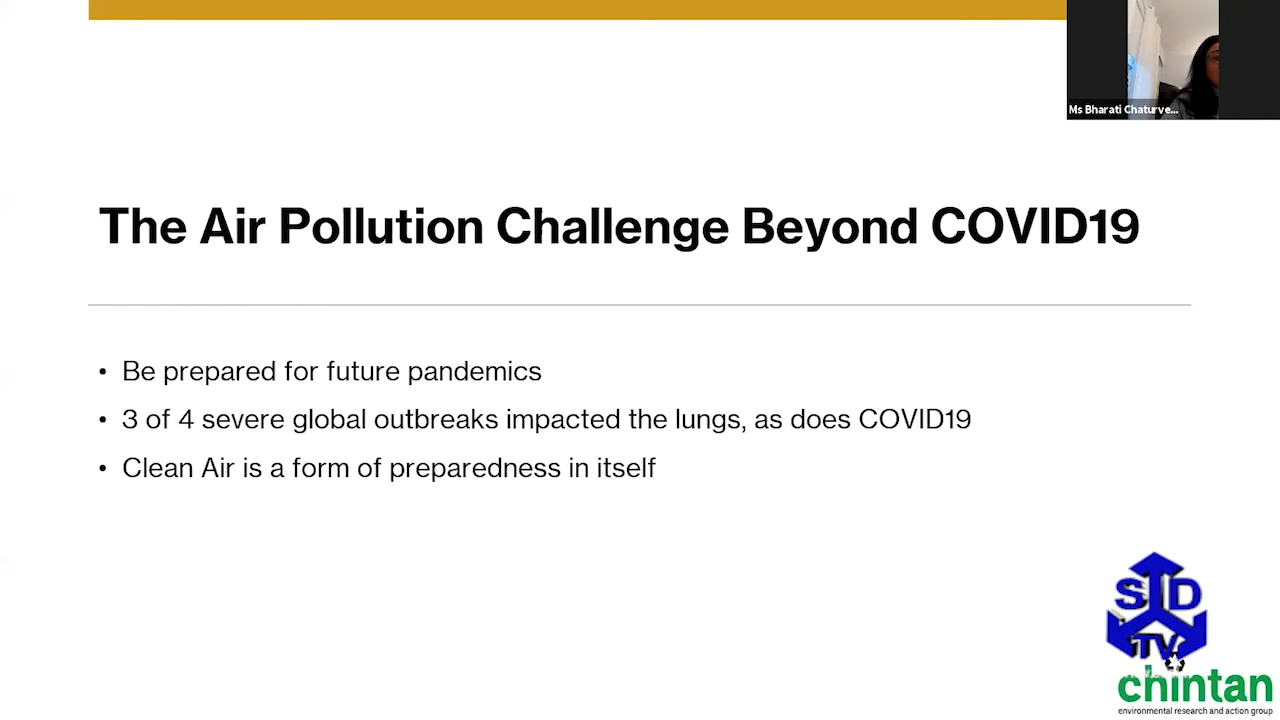 Ms Bharati Chaturve...
The Air Pollution Challenge Beyond COVID19
• Be prepared for future pandemics
• 3 of 4 severe global outbreaks impacted the lungs, as does COVID19
• Clean Air is a form of preparedness in itself
S D
TV
chintan
environmental research and action group